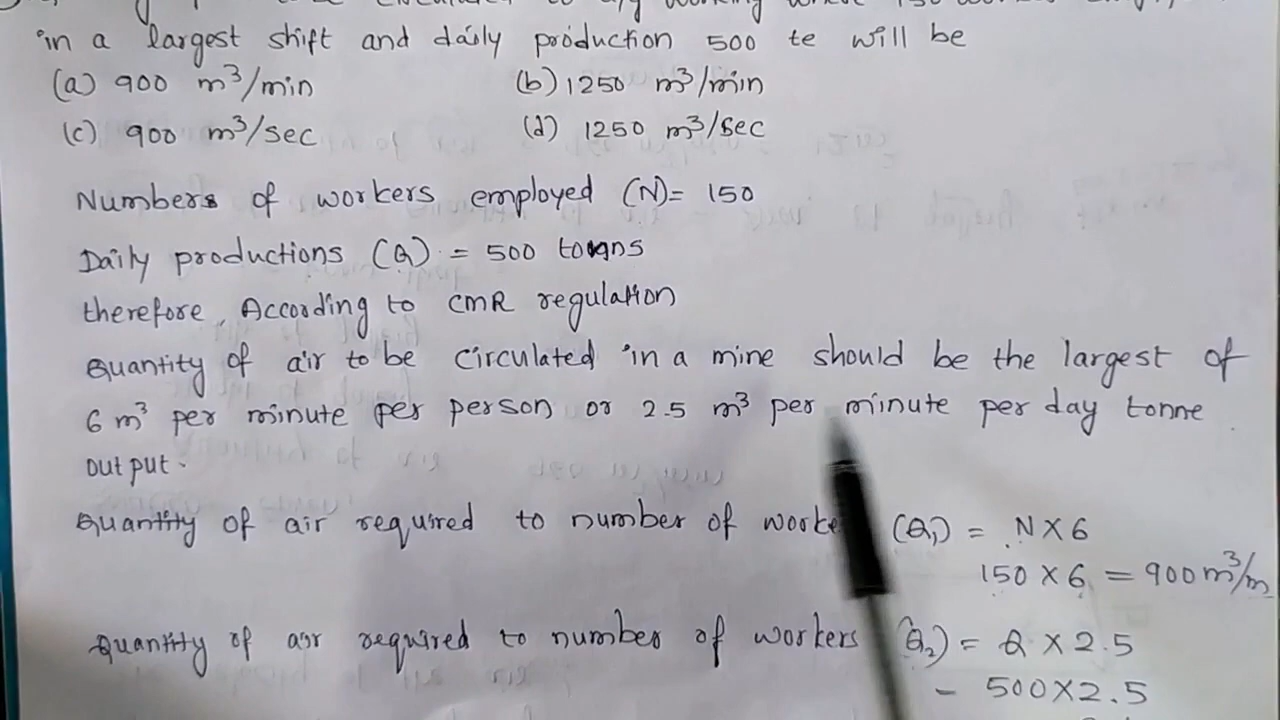 in a largest shift and daily production 500 te will be
(a) 900 m³/min (b) 1250 m³/min
(c) 900 m³/sec (d) 1250 m³/sec
Numbers of workers employed (N)= 150
Daily productions (Q) = 500 tonns
therefore, According to CMR regulation
Quantity of air to be circulated in a mine should be the largest of
6 m³ per minute per person or 2.5 m³ per minute per day tonne
output.
Quantity of air required to number of worke (Q₁) = N X 6
150 X 6 = 900 m³/m
Quantity of air required to number of workers (Q₂) = Q X 2.5
- 500 X 2.5